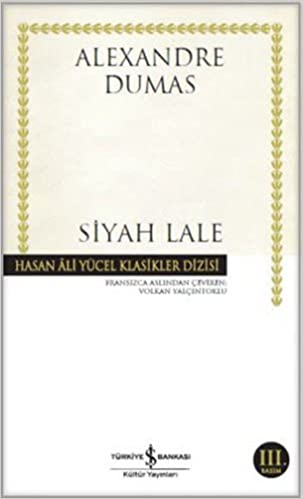 ALEXANDRE
DUMAS
SİYAH LALE
HASAN ÂLİ YÜCEL KLASİKLER DİZİSİ
FRANSIZCA ASLINDAN ÇEVİREN:
VOLKAN YALÇINTOKLU
TÜRKİYE İŞ BANKASI
Kültür Yayınları
III.
BASIM